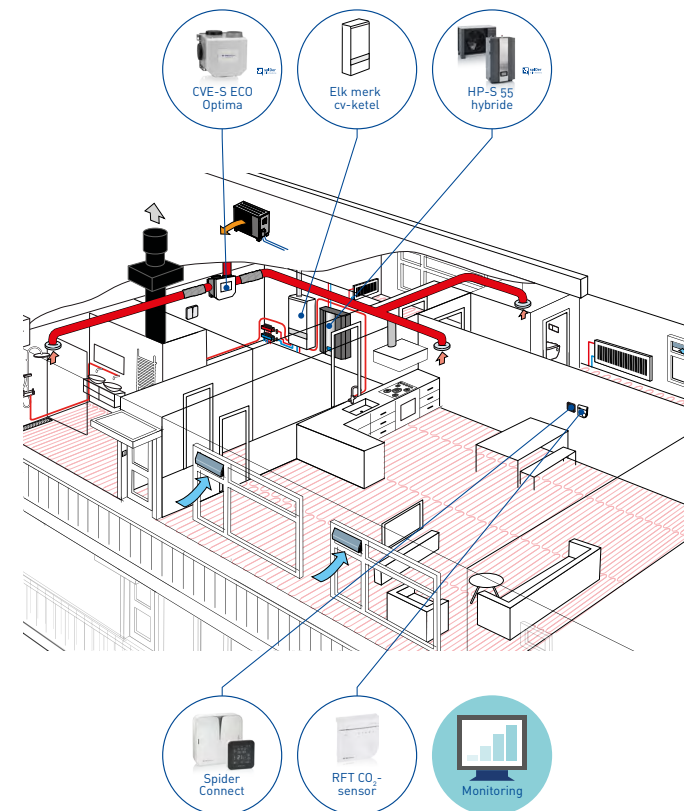 CVE-S ECO
Optima
Elk merk
cv-ketel
HP-S 55
hybride
Spider
Connect
RFT CO₂-
sensor
Monitoring